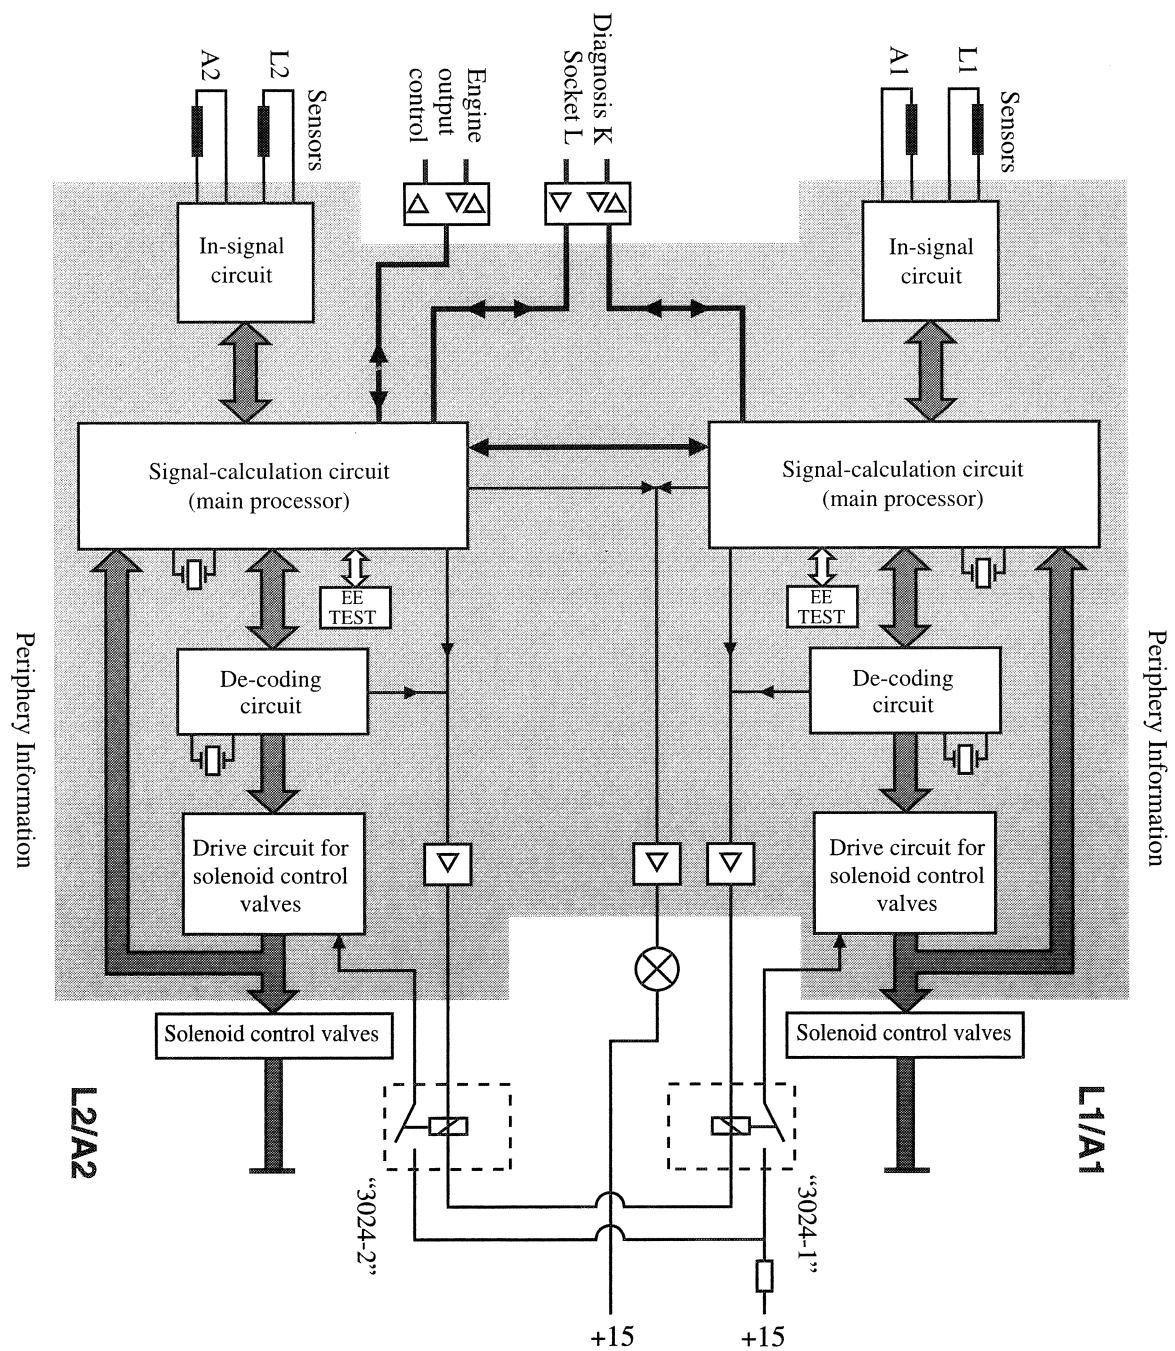 A2
L2
Sensors
Engine
output
control
Diagnosis K
Socket L
A1
L1
Sensors
In-signal
circuit
In-signal
circuit
Signal-calculation circuit
(main processor)
Signal-calculation circuit
(main processor)
EE
TEST
EE
TEST
De-coding
circuit
De-coding
circuit
Periphery Information
Periphery Information
Drive circuit for
solenoid control
valves
Drive circuit for
solenoid control
valves
Solenoid control valves
Solenoid control valves
L2/A2
L1/A1
“3024-2”
“3024-1”
+15
+15